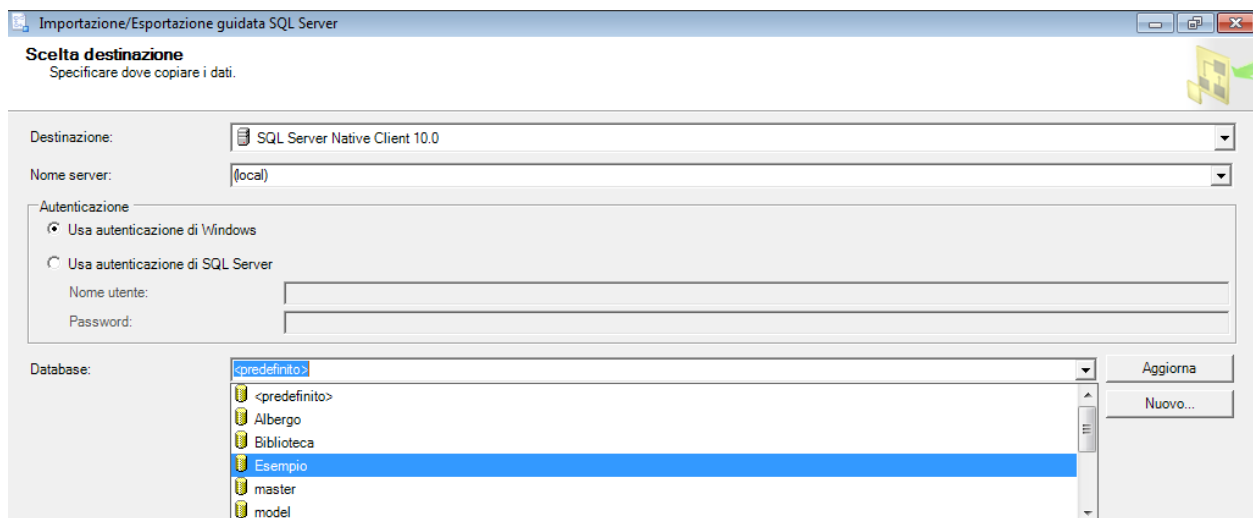 Importazione/Esportazione guidata SQL Server
Scelta destinazione
Specificare dove copiare i dati.
Destinazione:
SQL Server Native Client 10.0
Nome server:
(local)
Autenticazione
Usa autenticazione di Windows
Usa autenticazione di SQL Server
Nome utente:
Password:
Database:
<predefinito>
Aggiorna
<predefinito>
Nuovo...
Albergo
Biblioteca
Esempio
master
model